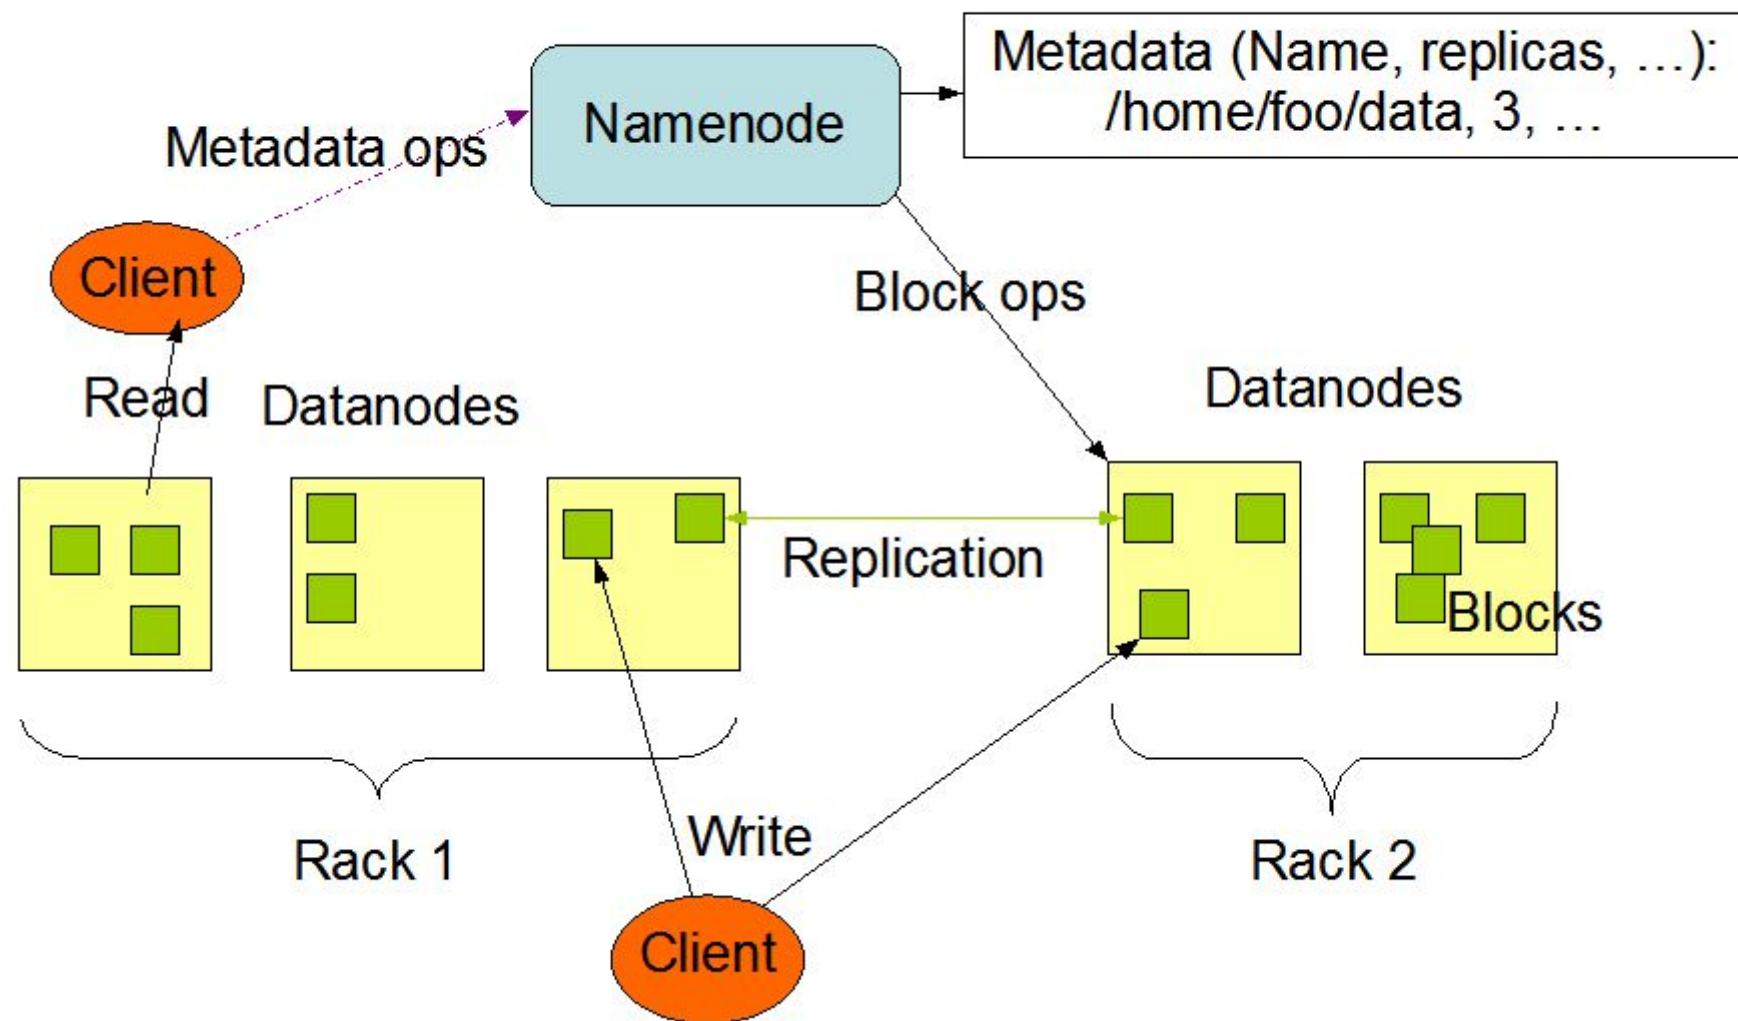 Metadata (Name, replicas, …):
/home/foo/data, 3, …
Namenode
Metadata ops
Client
Block ops
Read
Datanodes
Datanodes
Replication
Blocks
Rack 1
Write
Rack 2
Client